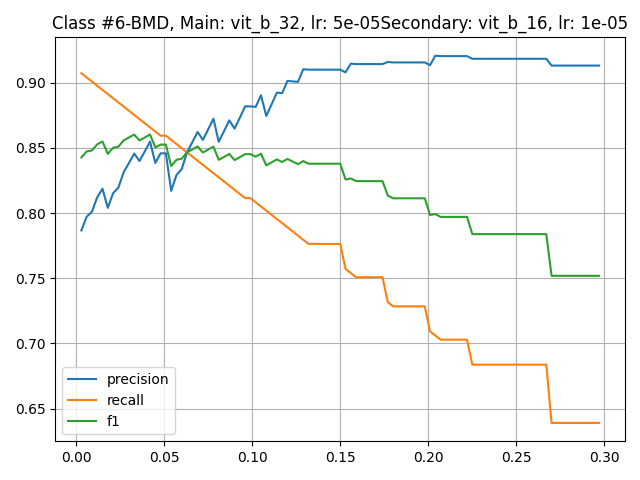 Class #6-BMD, Main: vit_b_32, lr: 5e-05Secondary: vit_b_16, lr: 1e-05
0.90
0.85
0.80
0.75
0.70
0.65
precision
recall
f1
0.00 0.05 0.10 0.15 0.20 0.25 0.30